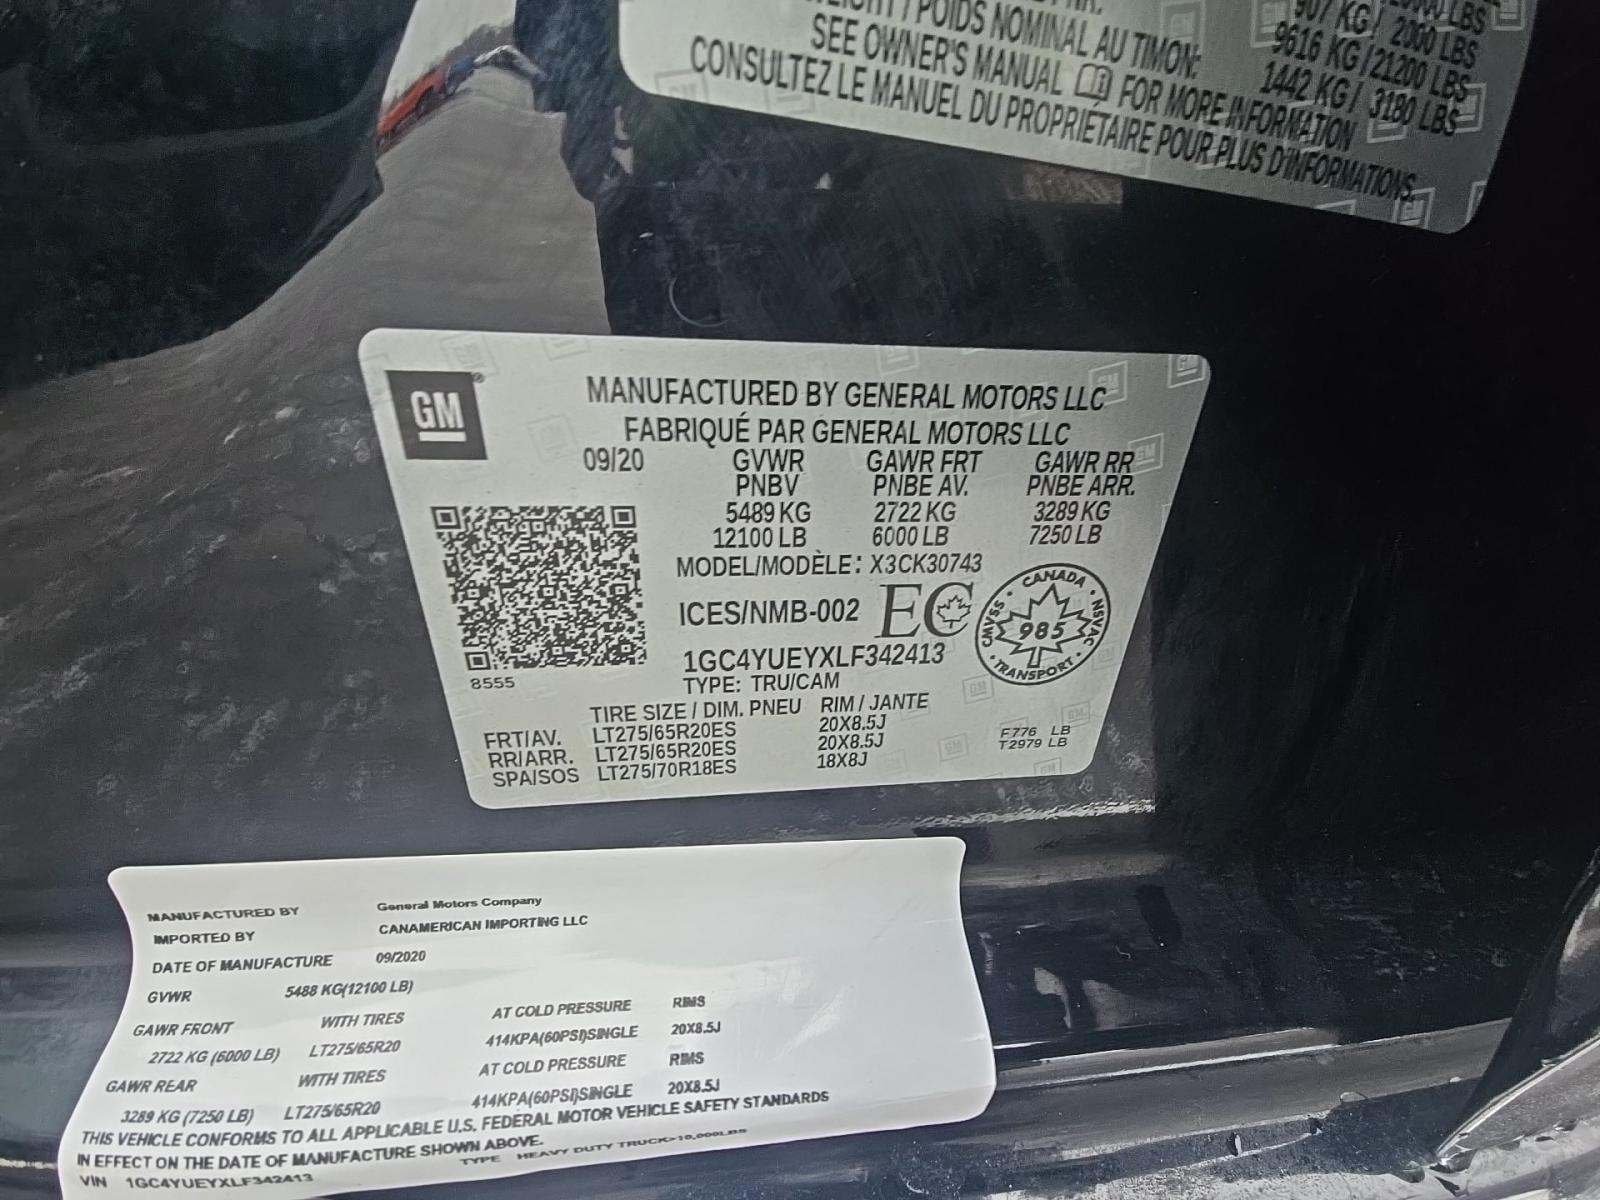 POIDS NOMINAL AU TIMON:
907 KG / 2000 LBS
9616 KG / 21200 LBS
1442 KG / 3180 LBS
SEE OWNER'S MANUAL FOR MORE INFORMATION
CONSULTEZ LE MANUEL DU PROPRIÉTAIRE POUR PLUS D'INFORMATIONS.
GM®
MANUFACTURED BY GENERAL MOTORS LLC
FABRIQUÉ PAR GENERAL MOTORS LLC
09/20 GVWR GAWR FRT GAWR RR
PNBV PNBE AV. PNBE ARR.
5489 KG 2722 KG 3289 KG
12100 LB 6000 LB 7250 LB
MODEL/MODÈLE: X3CK30743
ICES/NMB-002 EC
CANADA
CMVSS · NSVAC
985
TRANSPORT
1GC4YUEYXLF342413
8555
TYPE: TRU/CAM
TIRE SIZE / DIM. PNEU RIM / JANTE
FRT/AV. LT275/65R20ES 20X8.5J
RR/ARR. LT275/65R20ES 20X8.5J
SPA/SOS LT275/70R18ES 18X8J
F776 LB
T2979 LB
MANUFACTURED BY General Motors Company
IMPORTED BY CANAMERICAN IMPORTING LLC
DATE OF MANUFACTURE 09/2020
GVWR 5488 KG(12100 LB)
GAWR FRONT WITH TIRES AT COLD PRESSURE RIMS
2722 KG (6000 LB) LT275/65R20 414KPA(60PSI)SINGLE 20X8.5J
GAWR REAR WITH TIRES AT COLD PRESSURE RIMS
3289 KG (7250 LB) LT275/65R20 414KPA(60PSI)SINGLE 20X8.5J
THIS VEHICLE CONFORMS TO ALL APPLICABLE U.S. FEDERAL MOTOR VEHICLE SAFETY STANDARDS
IN EFFECT ON THE DATE OF MANUFACTURE SHOWN ABOVE.
TYPE HEAVY DUTY TRUCK>10,000LBS
VIN 1GC4YUEYXLF342413